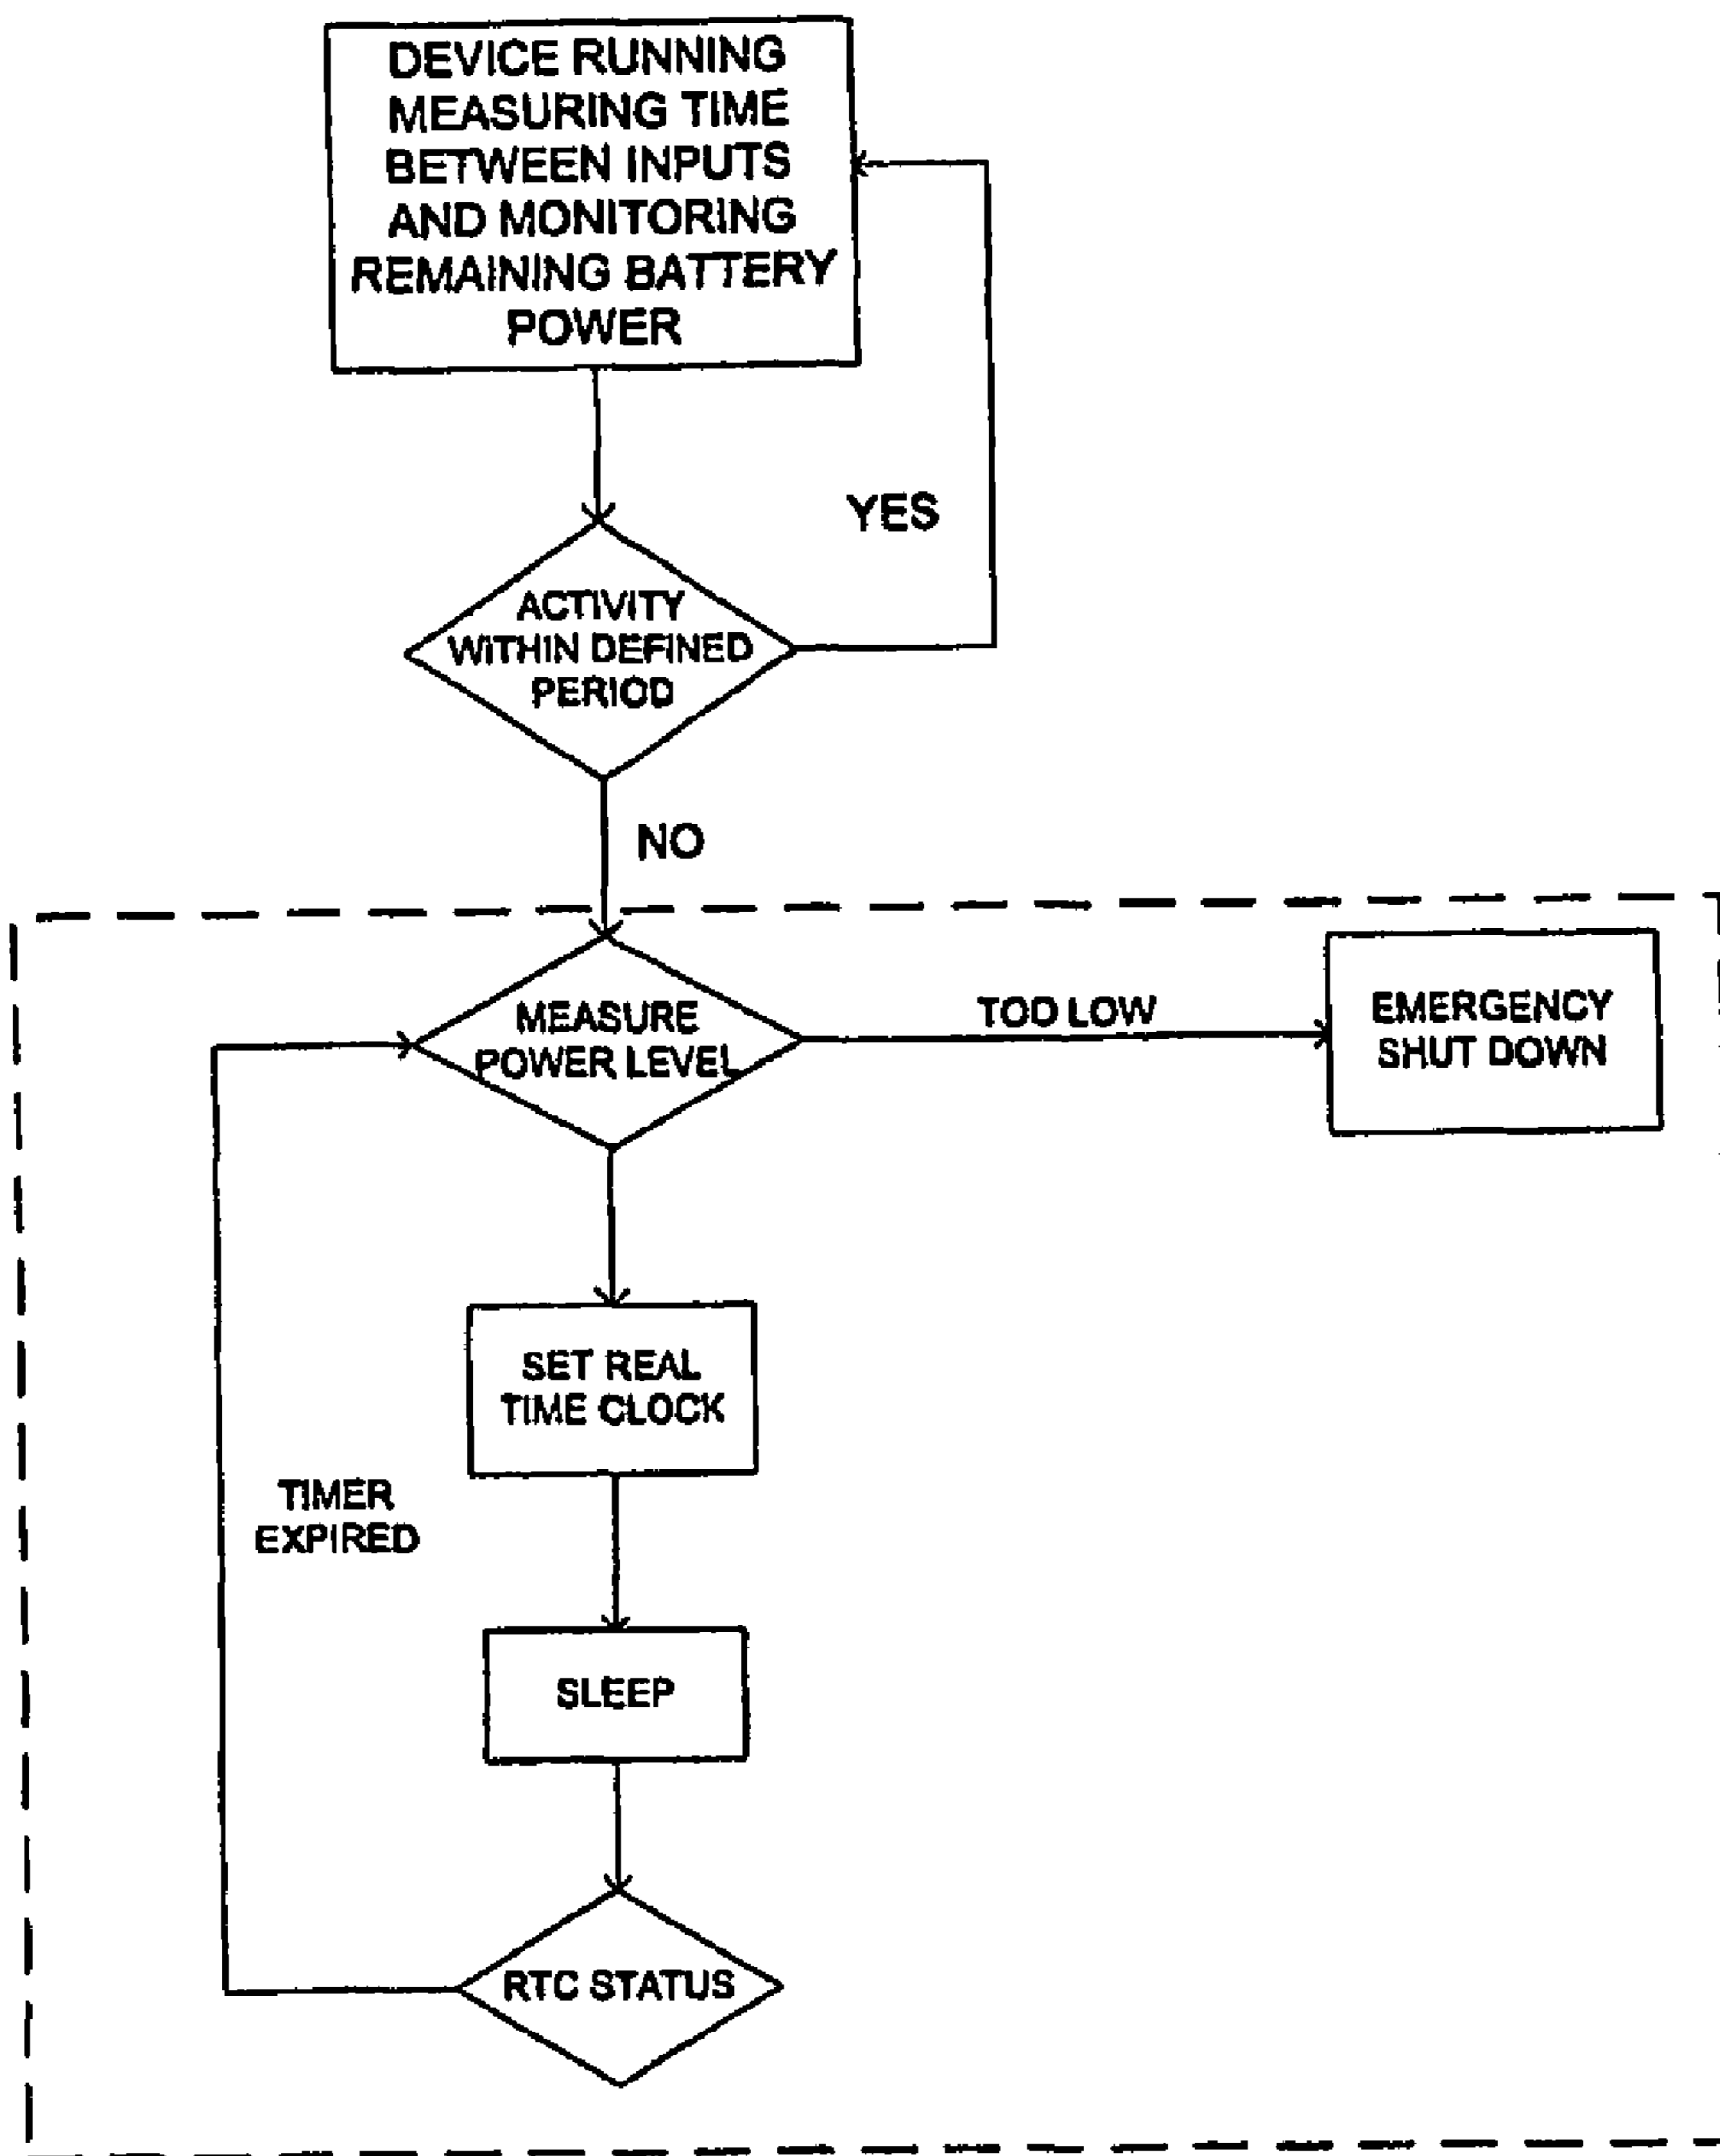 DEVICE RUNNING
MEASURING TIME
BETWEEN INPUTS
AND MONITORING
REMAINING BATTERY
POWER
YES
ACTIVITY
WITHIN DEFINED
PERIOD
NO
MEASURE
POWER LEVEL
TOO LOW
EMERGENCY
SHUT DOWN
SET REAL
TIME CLOCK
TIMER
EXPIRED
SLEEP
RTC STATUS